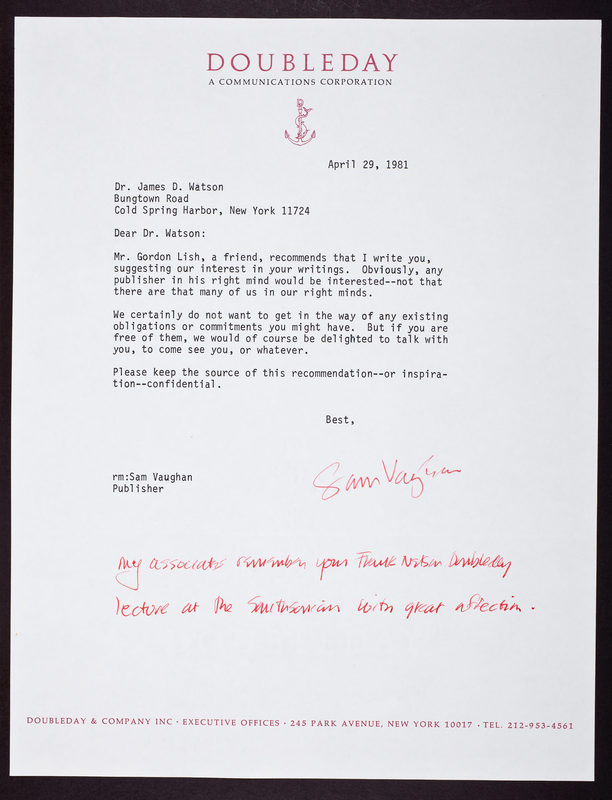 DOUBLEDAY
A COMMUNICATIONS CORPORATION
April 29, 1981
Dr. James D. Watson
Bungtown Road
Cold Spring Harbor, New York 11724
Dear Dr. Watson:
Mr. Gordon Lish, a friend, recommends that I write you,
suggesting our interest in your writings. Obviously, any
publisher in his right mind would be interested--not that
there are that many of us in our right minds.
We certainly do not want to get in the way of any existing
obligations or commitments you might have. But if you are
free of them, we would of course be delighted to talk with
you, to come see you, or whatever.
Please keep the source of this recommendation--or inspira-
tion--confidential.
Best,
Sam Vaughan
rm:Sam Vaughan
Publisher
My associates remember your Frank Nelson Doubleday
lecture at the Smithsonian with great affection.
DOUBLEDAY & COMPANY INC · EXECUTIVE OFFICES · 245 PARK AVENUE, NEW YORK 10017 · TEL. 212-953-4561